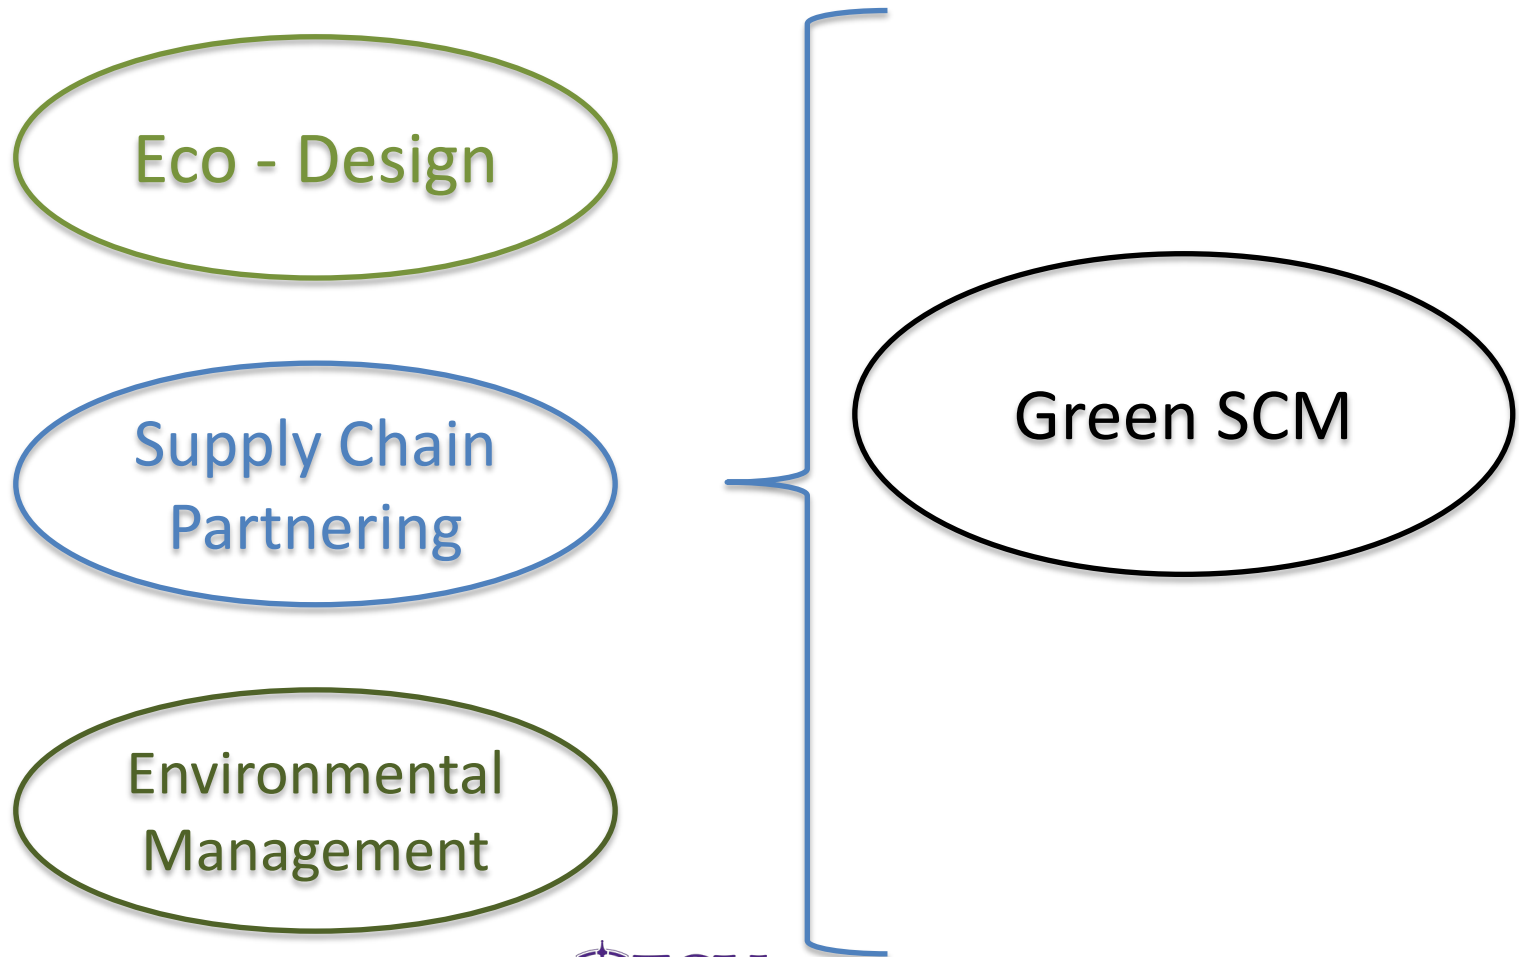 Eco - Design
Supply Chain
Partnering
Green SCM
Environmental
Management